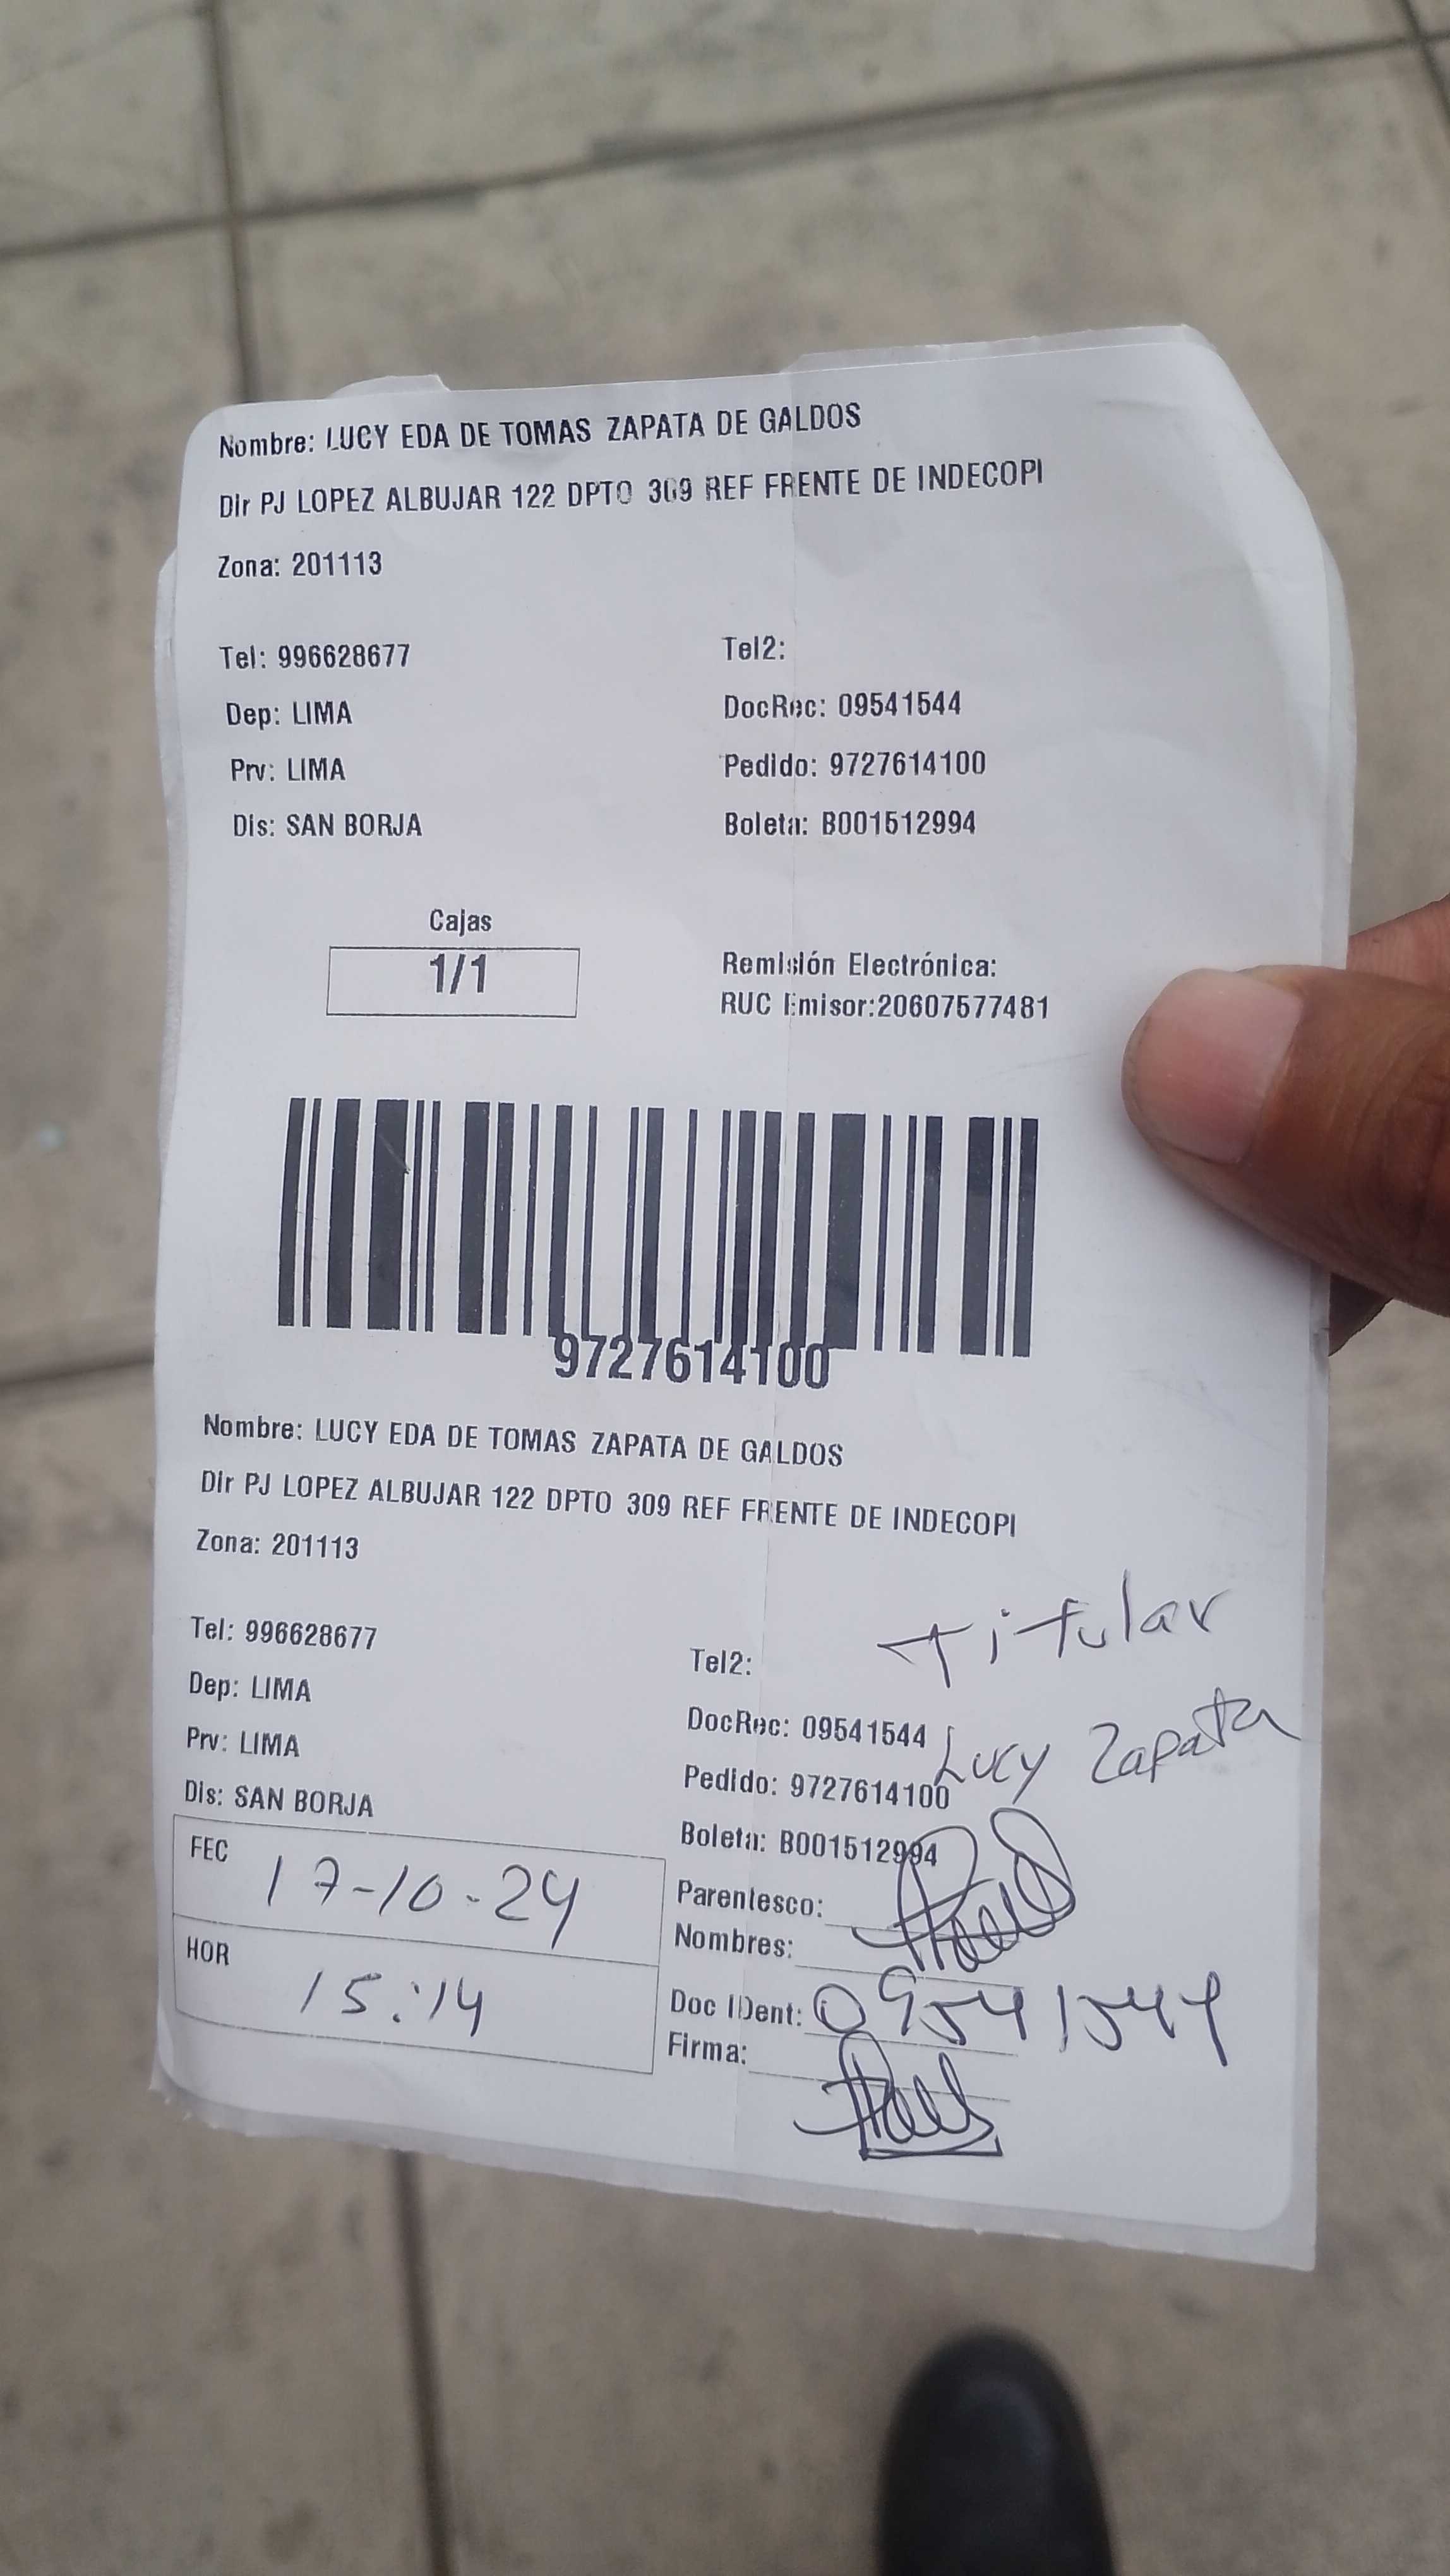 Nombre: LUCY EDA DE TOMAS ZAPATA DE GALDOS
Dir PJ LOPEZ ALBUJAR 122 DPTO 309 REF FRENTE DE INDECOPI
Zona: 201113
Tel: 996628677 Tel2:
Dep: LIMA DocRec: 09541544
Prv: LIMA Pedido: 9727614100
Dis: SAN BORJA Boleta: B001512994
Cajas
1/1
Remisión Electrónica:
RUC Emisor:20607577481
9727614100
Nombre: LUCY EDA DE TOMAS ZAPATA DE GALDOS
Dir PJ LOPEZ ALBUJAR 122 DPTO 309 REF FRENTE DE INDECOPI
Zona: 201113
Tel: 996628677 Tel2: titular
Dep: LIMA DocRec: 09541544 Lucy Zapata
Prv: LIMA Pedido: 9727614100
Dis: SAN BORJA Boleta: B001512994
FEC 17-10-24 Parentesco:
Nombres:
HOR 15:14 Doc IDent: 09541544
Firma: